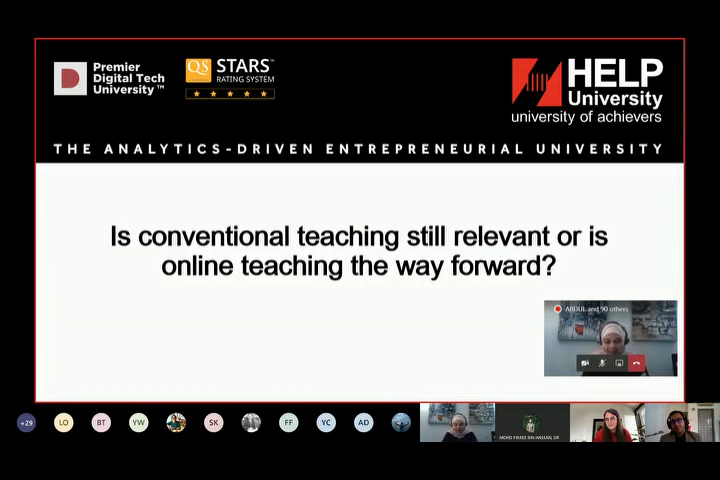 Premier
Digital Tech
University™
QS STARS™
RATING SYSTEM
HELP
University
university of achievers
THE ANALYTICS-DRIVEN ENTREPRENEURIAL UNIVERSITY
Is conventional teaching still relevant or is
online teaching the way forward?
ABDUL and 90 others
+29
LO
BT
YW
SK
FF
YC
AD
MOHD FIKREE BIN HASSAN, DR